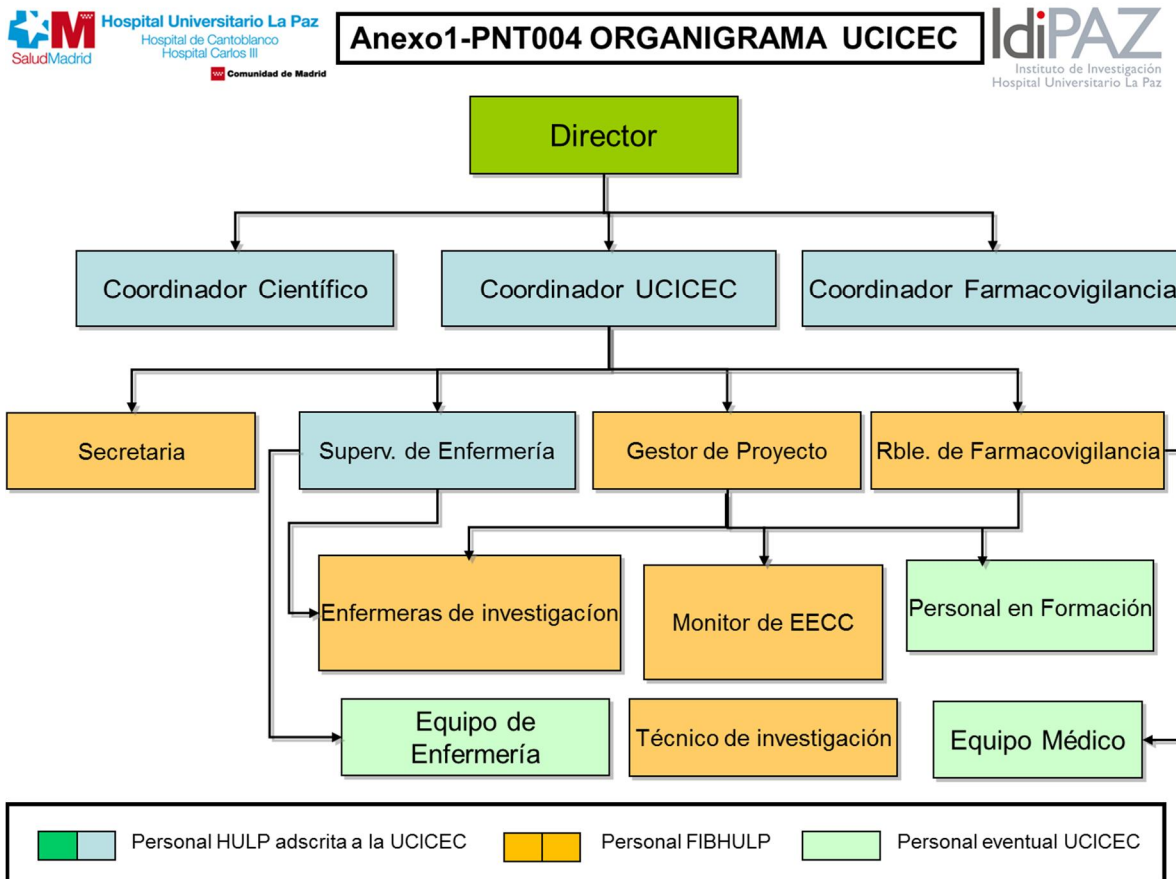 Hospital Universitario La Paz
Hospital de Cantoblanco
Hospital Carlos III
SaludMadrid
Comunidad de Madrid
Anexo1-PNT004 ORGANIGRAMA UCICEC
IdiPAZ
Instituto de Investigación
Hospital Universitario La Paz
Director
Coordinador Científico
Coordinador UCICEC
Coordinador Farmacovigilancia
Secretaria
Superv. de Enfermería
Gestor de Proyecto
Rble. de Farmacovigilancia
Enfermeras de investigacíon
Monitor de EECC
Personal en Formación
Equipo de
Enfermería
Técnico de investigación
Equipo Médico
Personal HULP adscrita a la UCICEC
Personal FIBHULP
Personal eventual UCICEC